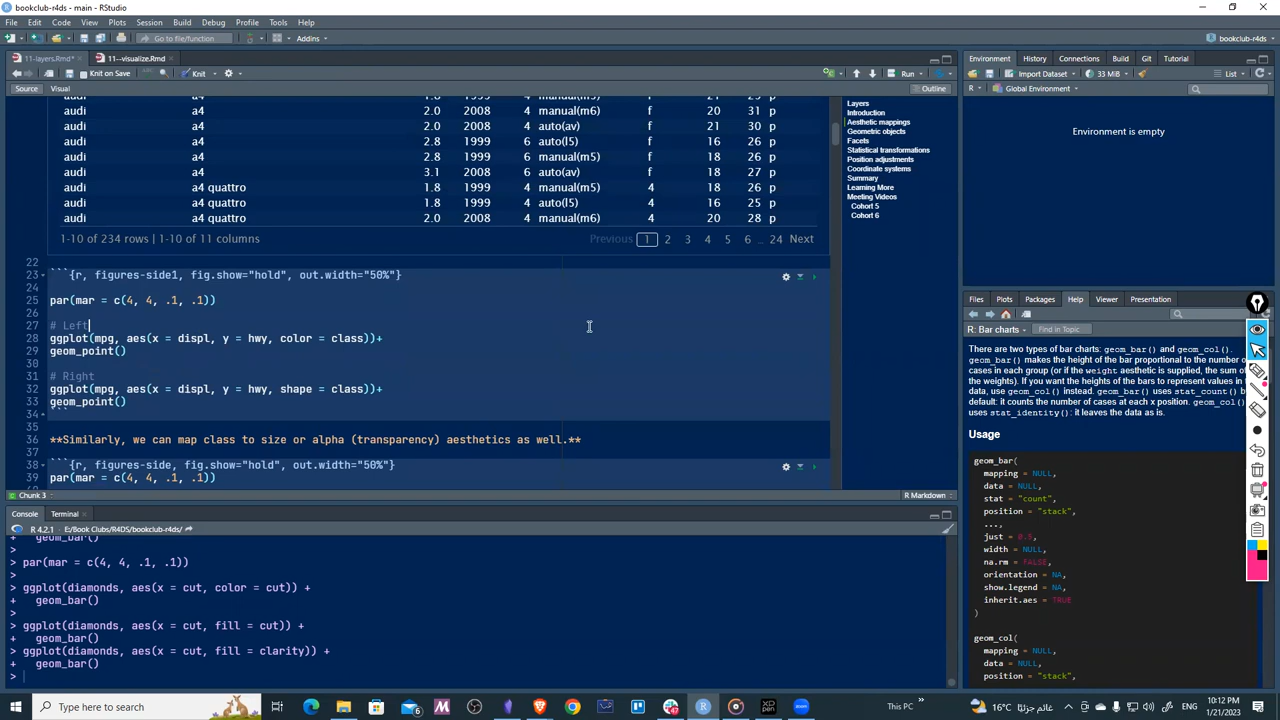 bookclub-r4ds - main - RStudio
File Edit Code View Plots Session Build Debug Profile Tools Help
Go to file/function Addins bookclub-r4ds
11-layers.Rmd* 11--visualize.Rmd
Knit on Save Knit Run
Source Visual Outline
audi a4 2.0 2008 4 manual(m6) f 20 31 p
audi a4 2.0 2008 4 auto(av) f 21 30 p
audi a4 2.8 1999 6 auto(l5) f 16 26 p
audi a4 2.8 1999 6 manual(m5) f 18 26 p
audi a4 3.1 2008 6 auto(av) f 18 27 p
audi a4 quattro 1.8 1999 4 manual(m5) 4 18 26 p
audi a4 quattro 1.8 1999 4 auto(l5) 4 16 25 p
audi a4 quattro 2.0 2008 4 manual(m6) 4 20 28 p
1-10 of 234 rows | 1-10 of 11 columns Previous 1 2 3 4 5 6 ... 24 Next
22
23 ```{r, figures-side1, fig.show="hold", out.width="50%"}
24
25 par(mar = c(4, 4, .1, .1))
26
27 # Left
28 ggplot(mpg, aes(x = displ, y = hwy, color = class))+
29 geom_point()
30
31 # Right
32 ggplot(mpg, aes(x = displ, y = hwy, shape = class))+
33 geom_point()
34 ```
35
36 **Similarly, we can map class to size or alpha (transparency) aesthetics as well.**
37
38 ```{r, figures-side, fig.show="hold", out.width="50%"}
39 par(mar = c(4, 4, .1, .1))
Chunk 3 R Markdown
Layers
Introduction
Aesthetic mappings
Geometric objects
Facets
Statistical transformations
Position adjustments
Coordinate systems
Summary
Learning More
Meeting Videos
Cohort 5
Cohort 6
Console Terminal
R 4.2.1 · E:/Book Clubs/R4DS/bookclub-r4ds/
+ geom_bar()
>
> par(mar = c(4, 4, .1, .1))
>
> ggplot(diamonds, aes(x = cut, color = cut)) +
+ geom_bar()
>
> ggplot(diamonds, aes(x = cut, fill = cut)) +
+ geom_bar()
> ggplot(diamonds, aes(x = cut, fill = clarity)) +
+ geom_bar()
>
Environment History Connections Build Git Tutorial
Import Dataset 33 MiB List
R Global Environment
Environment is empty
Files Plots Packages Help Viewer Presentation
R: Bar charts Find in Topic
There are two types of bar charts: geom_bar() and geom_col().
geom_bar() makes the height of the bar proportional to the number of
cases in each group (or if the weight aesthetic is supplied, the sum of
the weights). If you want the heights of the bars to represent values in
data, use geom_col() instead. geom_bar() uses stat_count() b
default: it counts the number of cases at each x position. geom_col(
uses stat_identity(): it leaves the data as is.
Usage
geom_bar(
mapping = NULL,
data = NULL,
stat = "count",
position = "stack",
...,
just = 0.5,
width = NULL,
na.rm = FALSE,
orientation = NA,
show.legend = NA,
inherit.aes = TRUE
)
geom_col(
mapping = NULL,
data = NULL,
position = "stack",
Type here to search
This PC 16°C غائم جزئيًا 10:12 PM
1/21/2023